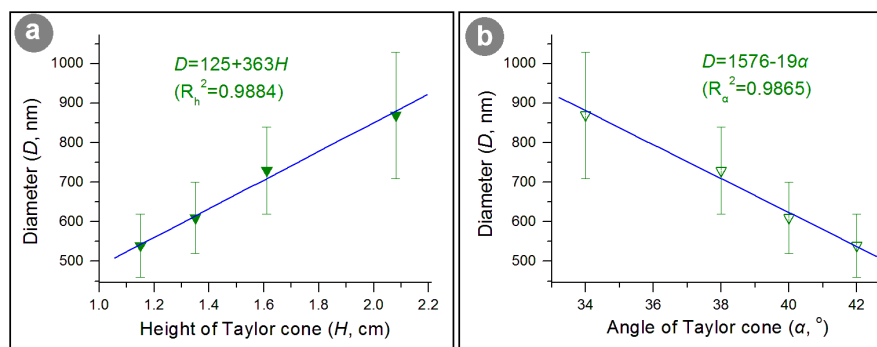 a
D=125+363H
(Rₕ²=0.9884)
1000
900
800
700
600
500
Diameter (D, nm)
1.0 1.2 1.4 1.6 1.8 2.0 2.2
Height of Taylor cone (H, cm)
b
D=1576-19α
(Rα²=0.9865)
1000
900
800
700
600
500
Diameter (D, nm)
34 36 38 40 42
Angle of Taylor cone (α, °)